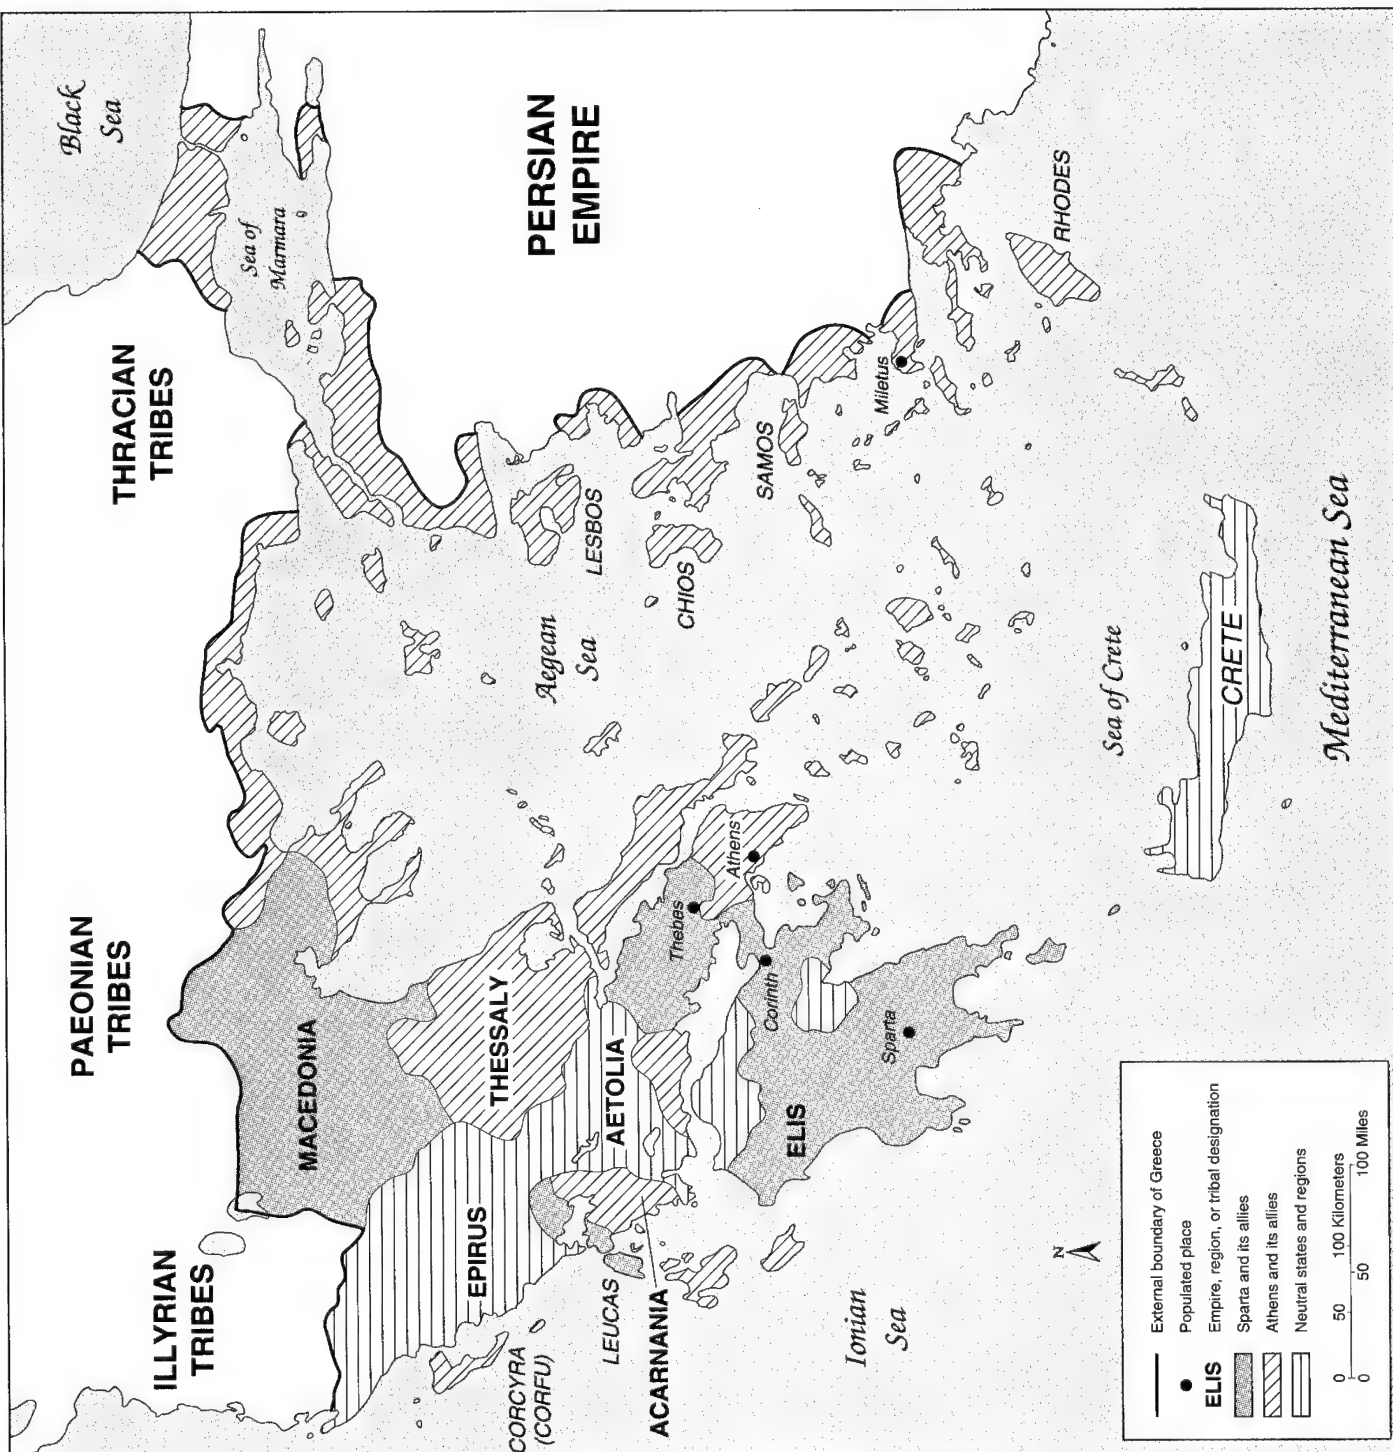 Black
Sea
Sea of
Marmara
THRACIAN
TRIBES
PAEONIAN
TRIBES
ILLYRIAN
TRIBES
PERSIAN
EMPIRE
MACEDONIA
THESSALY
EPIRUS
AETOLIA
CORCYRA
(CORFU)
LEUCAS
ACARNANIA
Aegean
Sea
LESBOS
CHIOS
SAMOS
Miletus
RHODES
Thebes
Athens
Corinth
ELIS
Sparta
Ionian
Sea
Sea of Crete
CRETE
Mediterranean Sea
N
External boundary of Greece
Populated place
ELIS Empire, region, or tribal designation
Sparta and its allies
Athens and its allies
Neutral states and regions
0 50 100 Kilometers
0 50 100 Miles